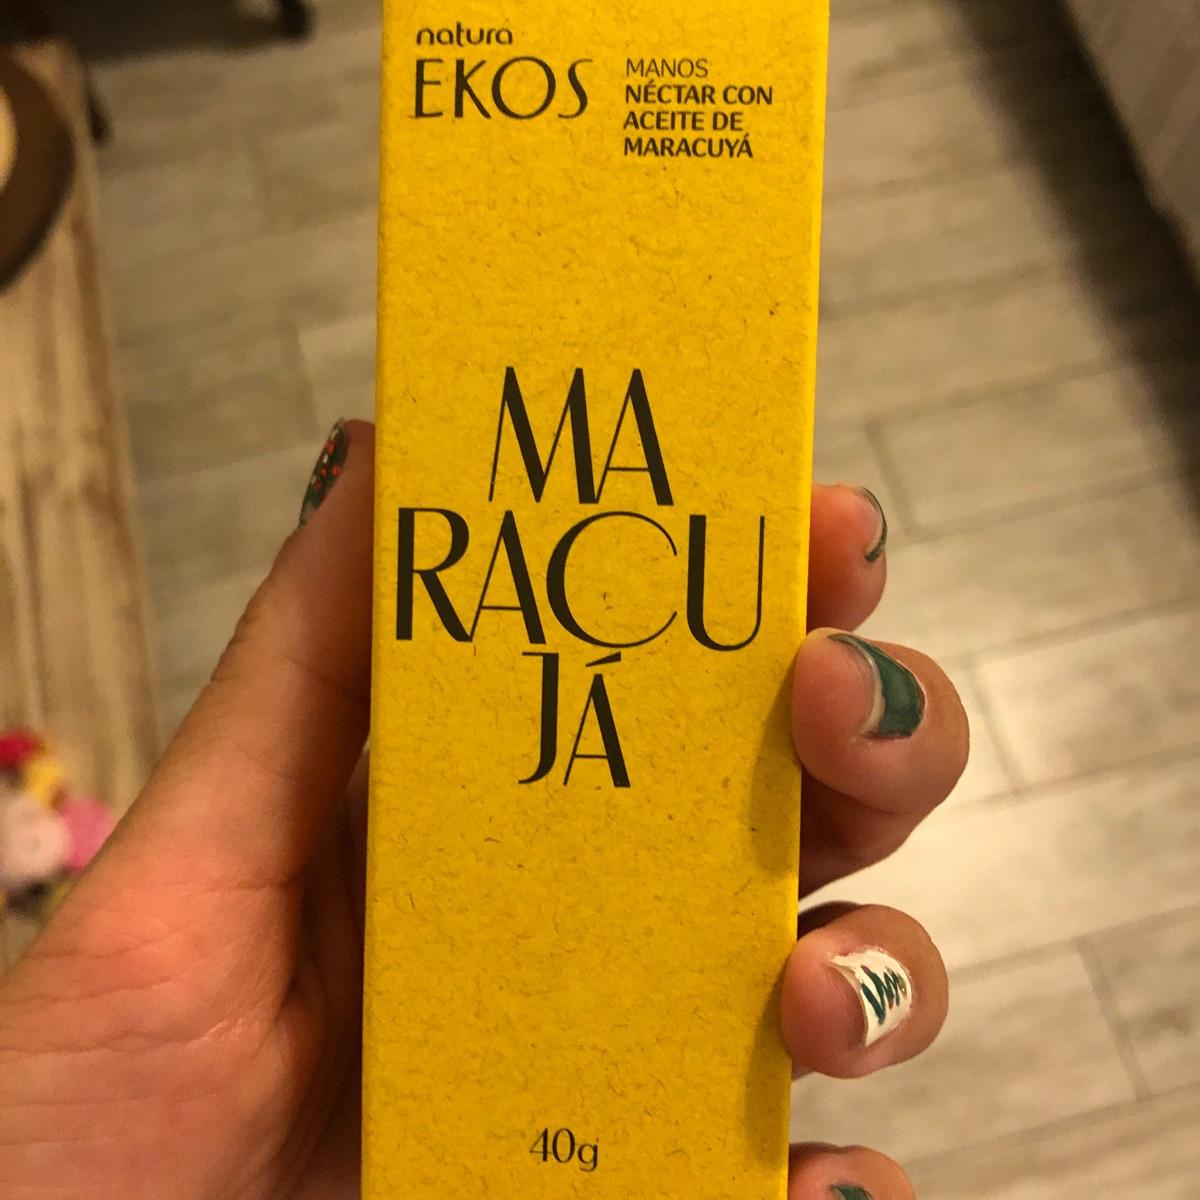 natura
EKOS
MANOS
NÉCTAR CON
ACEITE DE
MARACUYÁ
MA
RACU
JÁ
40g